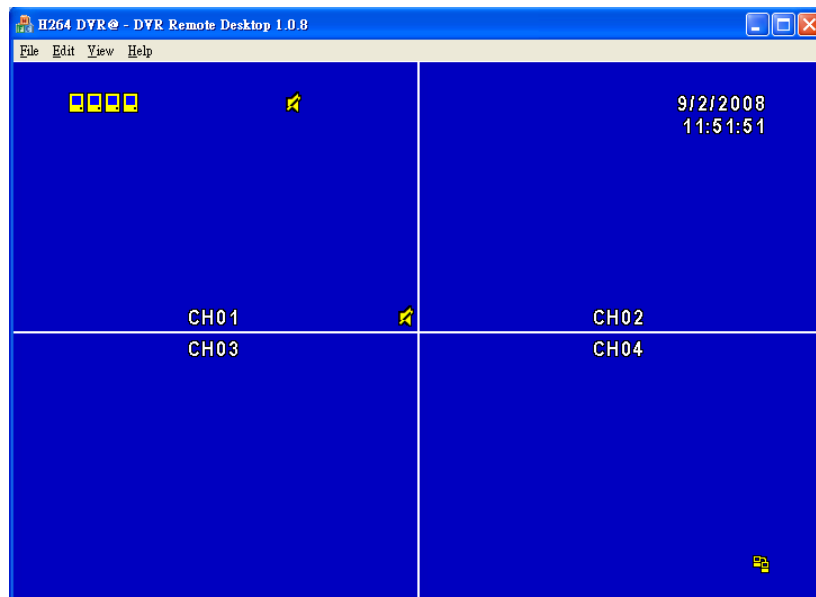 H264 DVR@ - DVR Remote Desktop 1.0.8
File Edit View Help
9/2/2008
11:51:51
CH01
CH02
CH03
CH04